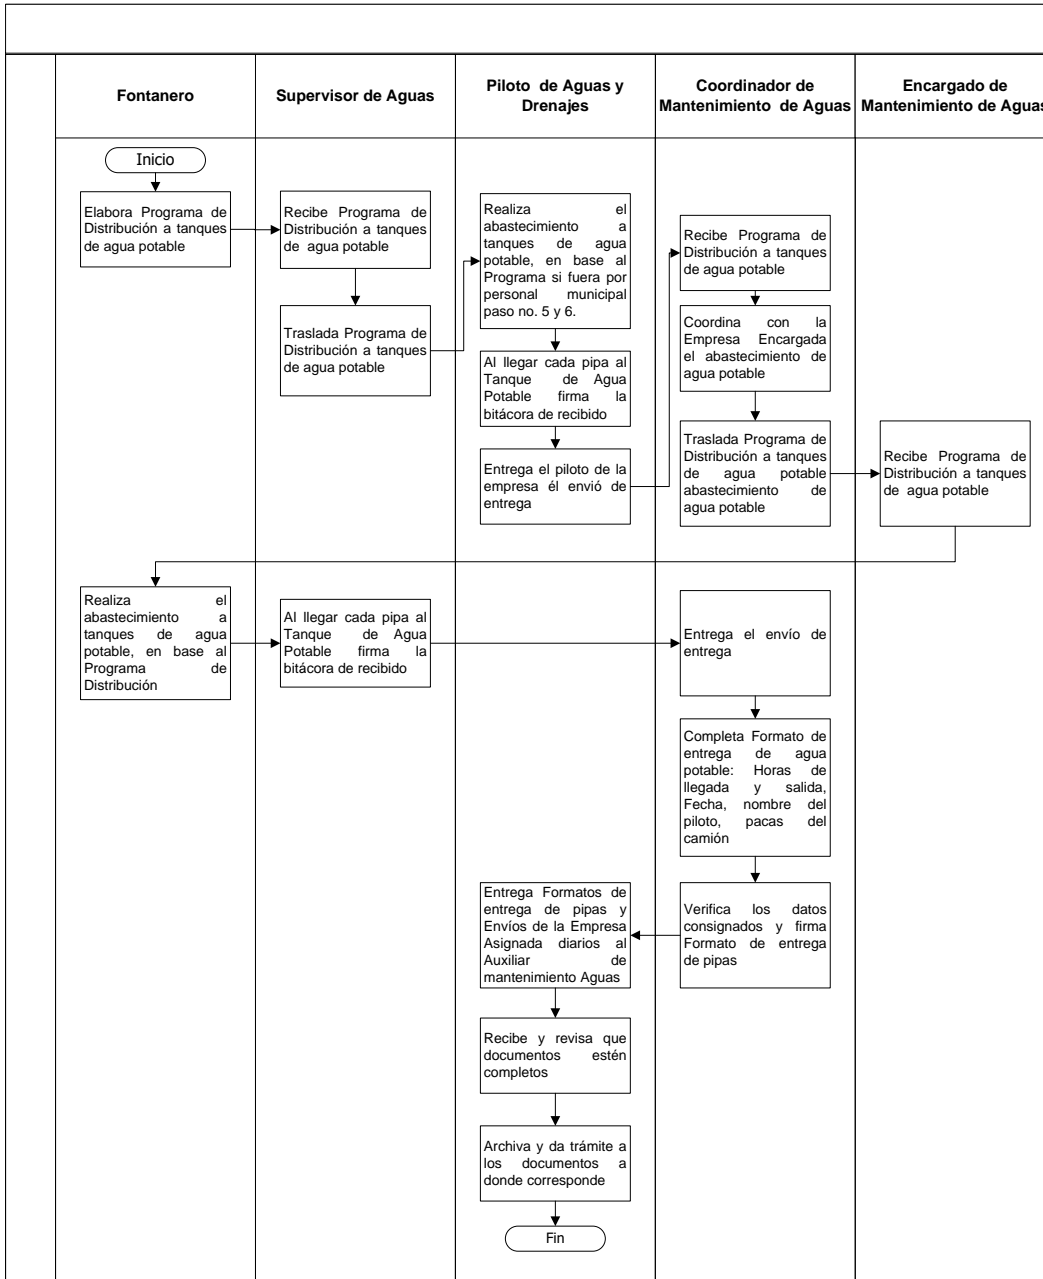 Fontanero
Supervisor de Aguas
Piloto de Aguas y
Drenajes
Coordinador de
Mantenimiento de Aguas
Encargado de
Mantenimiento de Aguas
Inicio
Elabora Programa de
Distribución a tanques
de agua potable
Recibe Programa de
Distribución a tanques
de agua potable
Traslada Programa de
Distribución a tanques
de agua potable
Realiza el
abastecimiento a
tanques de agua
potable, en base al
Programa si fuera por
personal municipal
paso no. 5 y 6.
Al llegar cada pipa al
Tanque de Agua
Potable firma la
bitácora de recibido
Entrega el piloto de la
empresa él envió de
entrega
Recibe Programa de
Distribución a tanques
de agua potable
Coordina con la
Empresa Encargada
el abastecimiento de
agua potable
Traslada Programa de
Distribución a tanques
de agua potable
abastecimiento de
agua potable
Recibe Programa de
Distribución a tanques
de agua potable
Realiza el
abastecimiento a
tanques de agua
potable, en base al
Programa de
Distribución
Al llegar cada pipa al
Tanque de Agua
Potable firma la
bitácora de recibido
Entrega el envío de
entrega
Completa Formato de
entrega de agua
potable: Horas de
llegada y salida,
Fecha, nombre del
piloto, pacas del
camión
Verifica los datos
consignados y firma
Formato de entrega
de pipas
Entrega Formatos de
entrega de pipas y
Envíos de la Empresa
Asignada diarios al
Auxiliar de
mantenimiento Aguas
Recibe y revisa que
documentos estén
completos
Archiva y da trámite a
los documentos a
donde corresponde
Fin